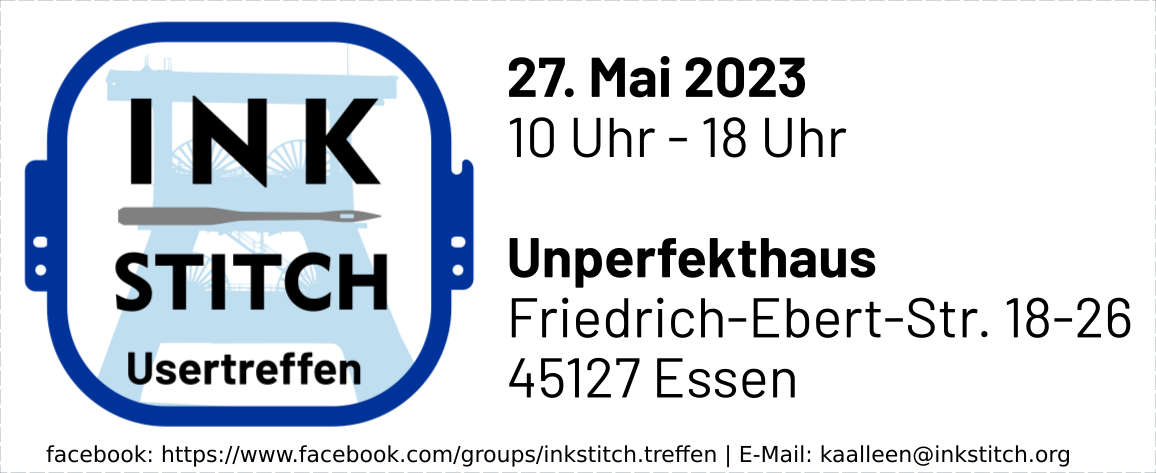 INK
STITCH
Usertreffen
27. Mai 2023
10 Uhr - 18 Uhr
Unperfekthaus
Friedrich-Ebert-Str. 18-26
45127 Essen
facebook: https://www.facebook.com/groups/inkstitch.treffen | E-Mail: kaalleen@inkstitch.org